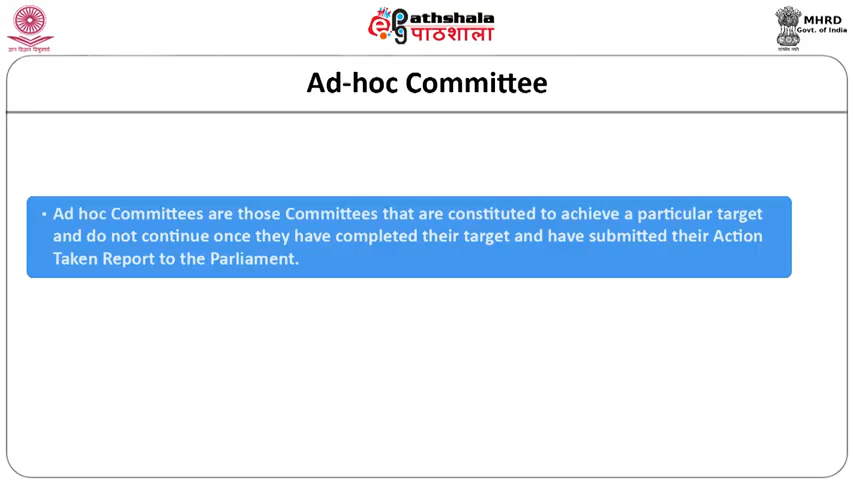 ePathshala
पाठशाला
MHRD
Govt. of India
Ad-hoc Committee
• Ad hoc Committees are those Committees that are constituted to achieve a particular target
and do not continue once they have completed their target and have submitted their Action
Taken Report to the Parliament.